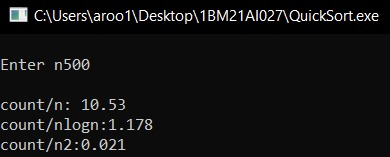 C:\Users\aroo1\Desktop\1BM21AI027\QuickSort.exe
Enter n500
count/n: 10.53
count/nlogn:1.178
count/n2:0.021